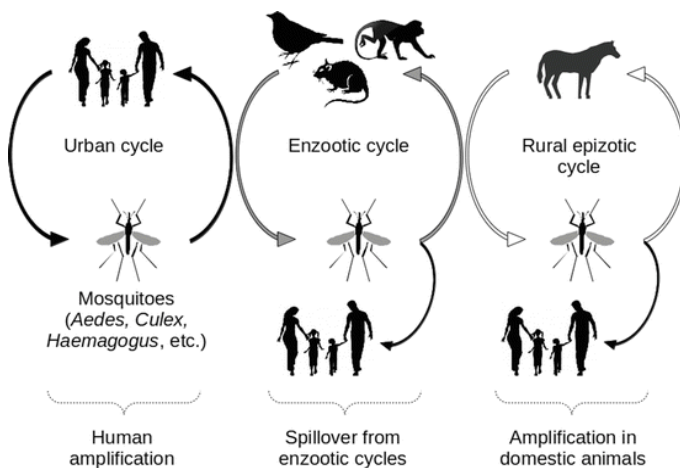 Urban cycle
Enzootic cycle
Rural epizotic
cycle
Mosquitoes
(Aedes, Culex,
Haemagogus, etc.)
Human
amplification
Spillover from
enzootic cycles
Amplification in
domestic animals